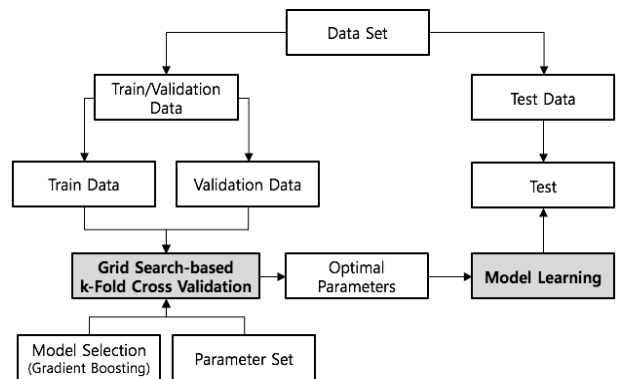 Data Set
Train/Validation
Data
Test Data
Train Data
Validation Data
Test
Grid Search-based
k-Fold Cross Validation
Optimal
Parameters
Model Learning
Model Selection
(Gradient Boosting)
Parameter Set